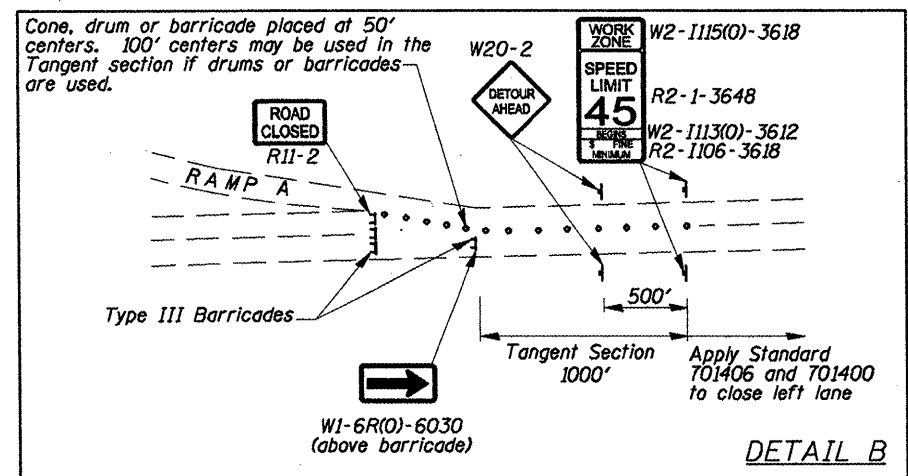 Cone, drum or barricade placed at 50'
centers. 100' centers may be used in the
Tangent section if drums or barricades
are used.
W20-2
DETOUR
AHEAD
WORK
ZONE
SPEED
LIMIT
45
BEGINS
$ FINE
MINIMUM
W2-I115(O)-3618
R2-1-3648
W2-I113(O)-3612
R2-I106-3618
ROAD
CLOSED
R11-2
RAMP A
500'
Type III Barricades
Tangent Section
1000'
Apply Standard
701406 and 701400
to close left lane
W1-6R(O)-6030
(above barricade)
DETAIL B